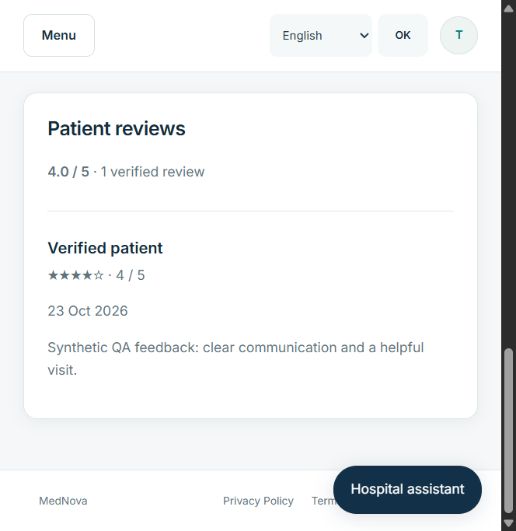 Menu
English
OK
T
Patient reviews
4.0 / 5 · 1 verified review
Verified patient
★★★★☆ · 4 / 5
23 Oct 2026
Synthetic QA feedback: clear communication and a helpful
visit.
Hospital assistant
MedNova
Privacy Policy